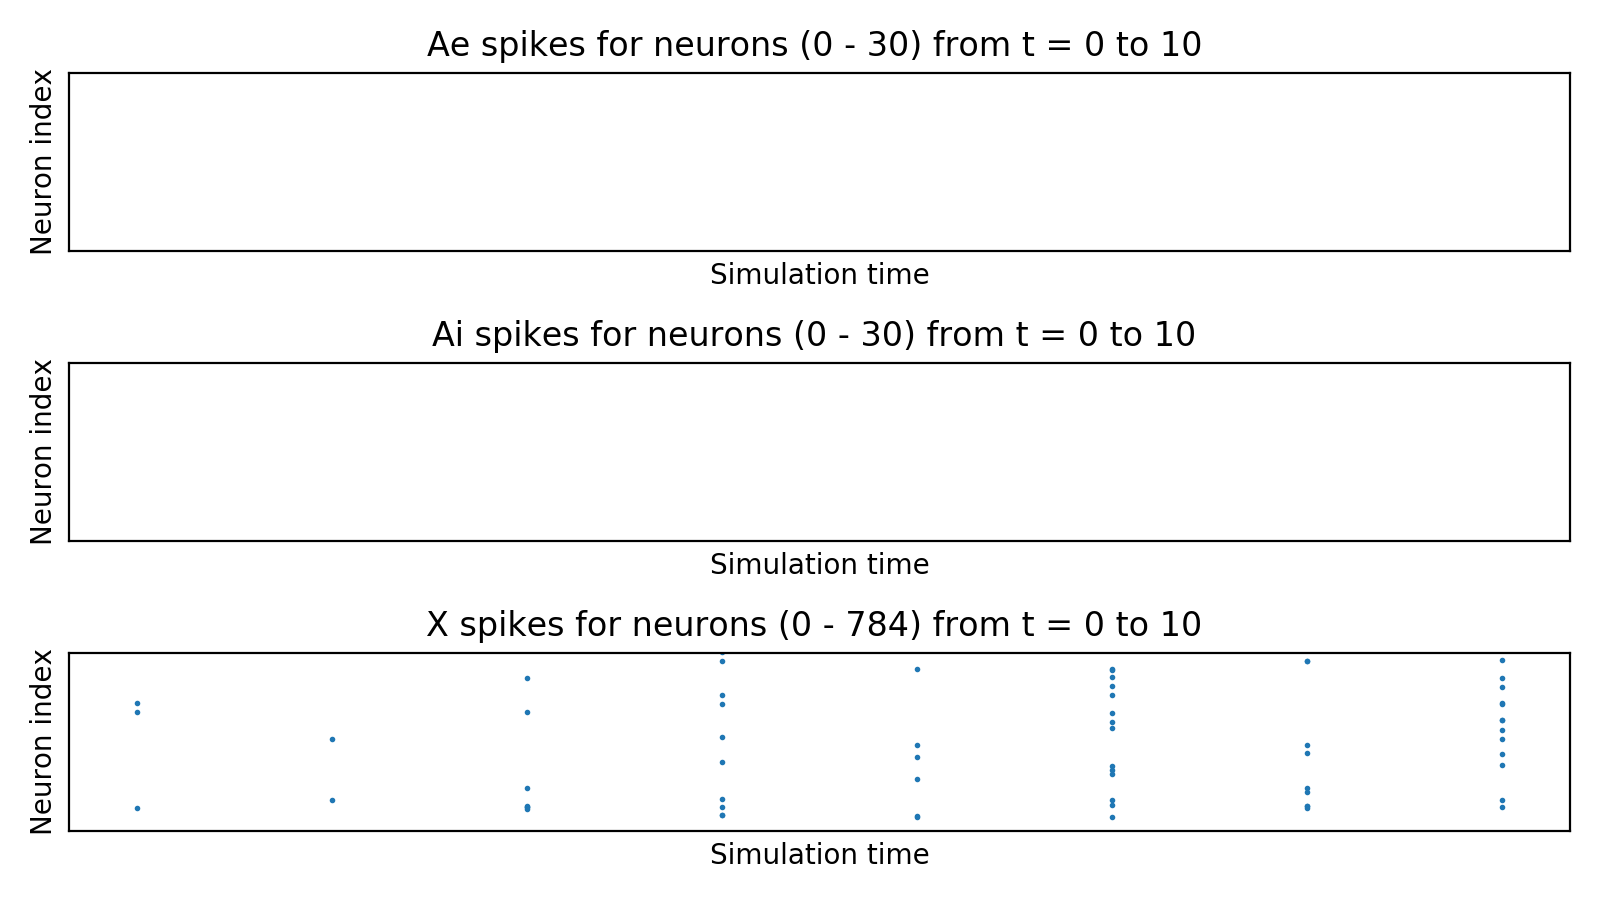 Ae spikes for neurons (0 - 30) from t = 0 to 10
Neuron index
Simulation time
Ai spikes for neurons (0 - 30) from t = 0 to 10
Neuron index
Simulation time
X spikes for neurons (0 - 784) from t = 0 to 10
Neuron index
Simulation time